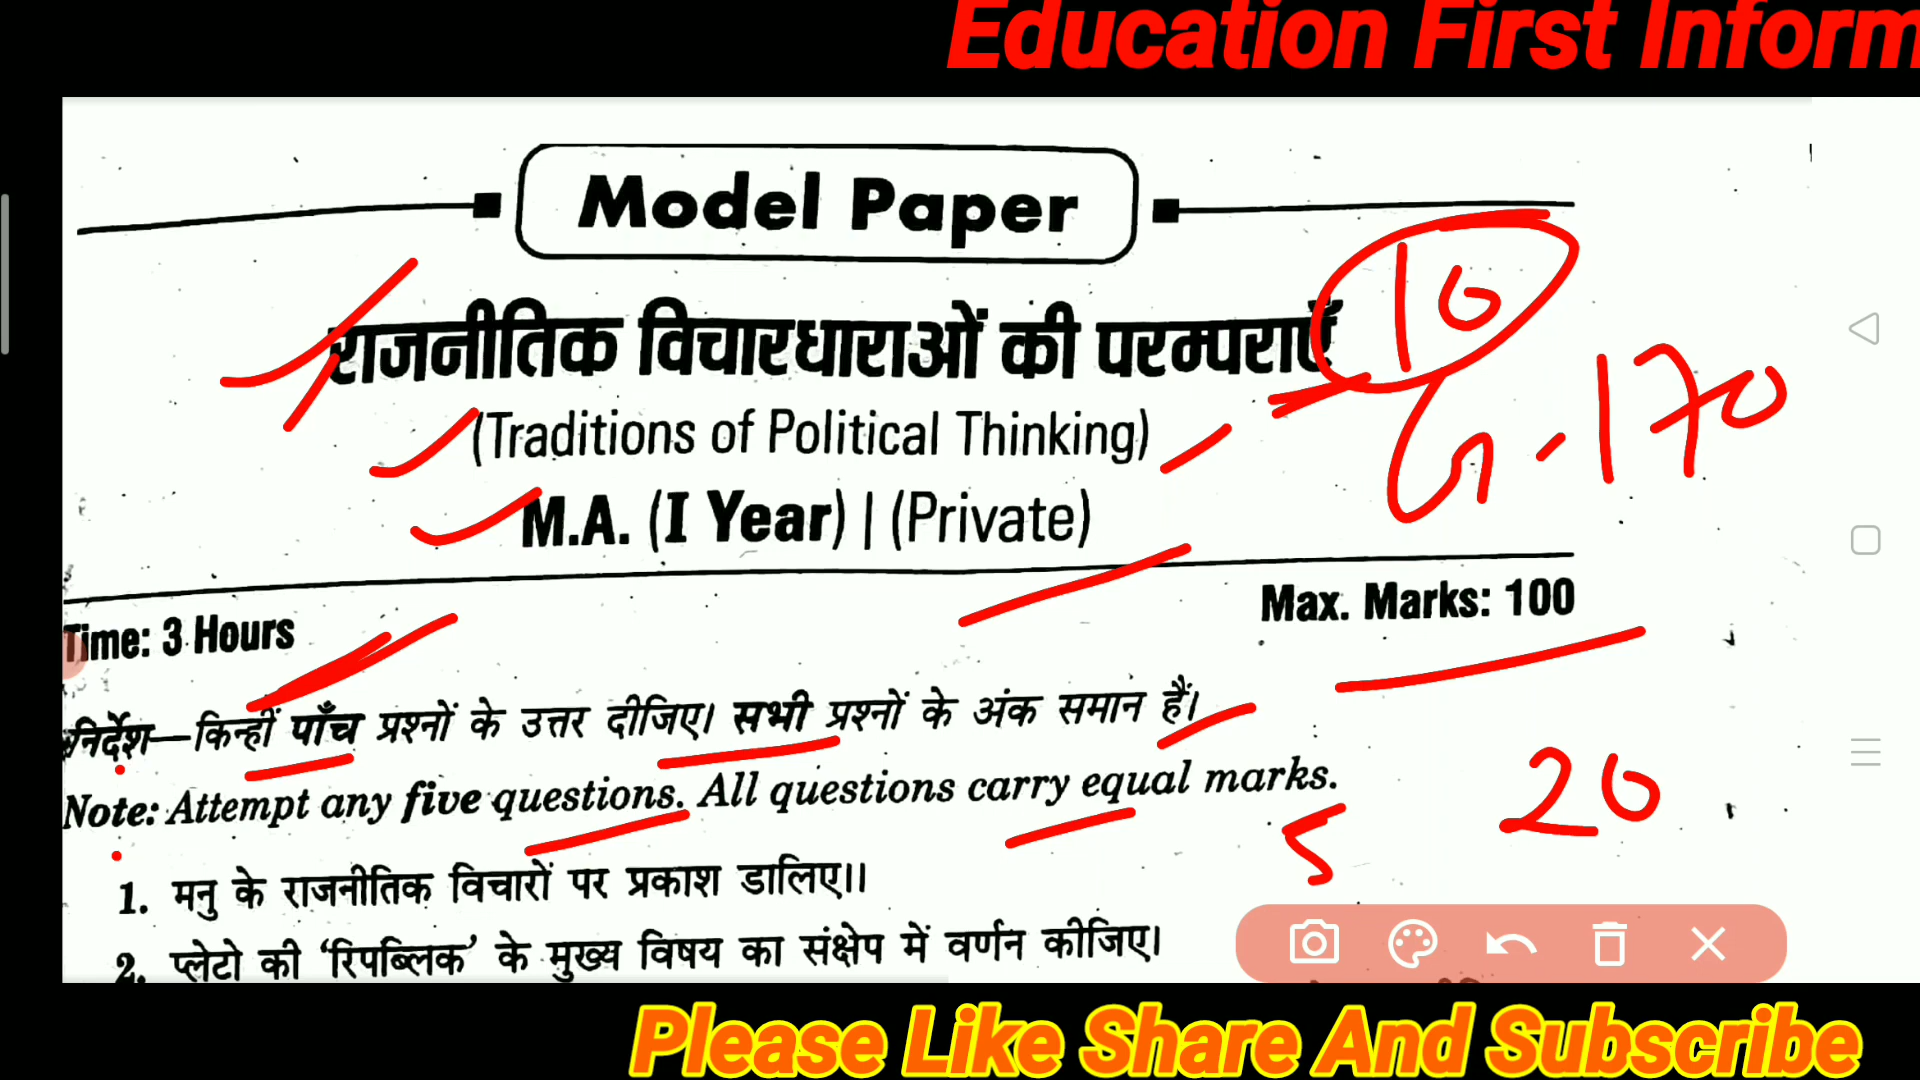 Education First Inform
Model Paper
राजनीतिक विचारधाराओं की परम्पराएँ
10
(Traditions of Political Thinking)
G-170
M.A. (I Year) | (Private)
Time: 3 Hours
Max. Marks: 100
निर्देश—किन्हीं पाँच प्रश्नों के उत्तर दीजिए। सभी प्रश्नों के अंक समान हैं।
Note: Attempt any five questions. All questions carry equal marks.
5
20
1. मनु के राजनीतिक विचारों पर प्रकाश डालिए।।
2. प्लेटो की 'रिपब्लिक' के मुख्य विषय का संक्षेप में वर्णन कीजिए।
Please Like Share And Subscribe